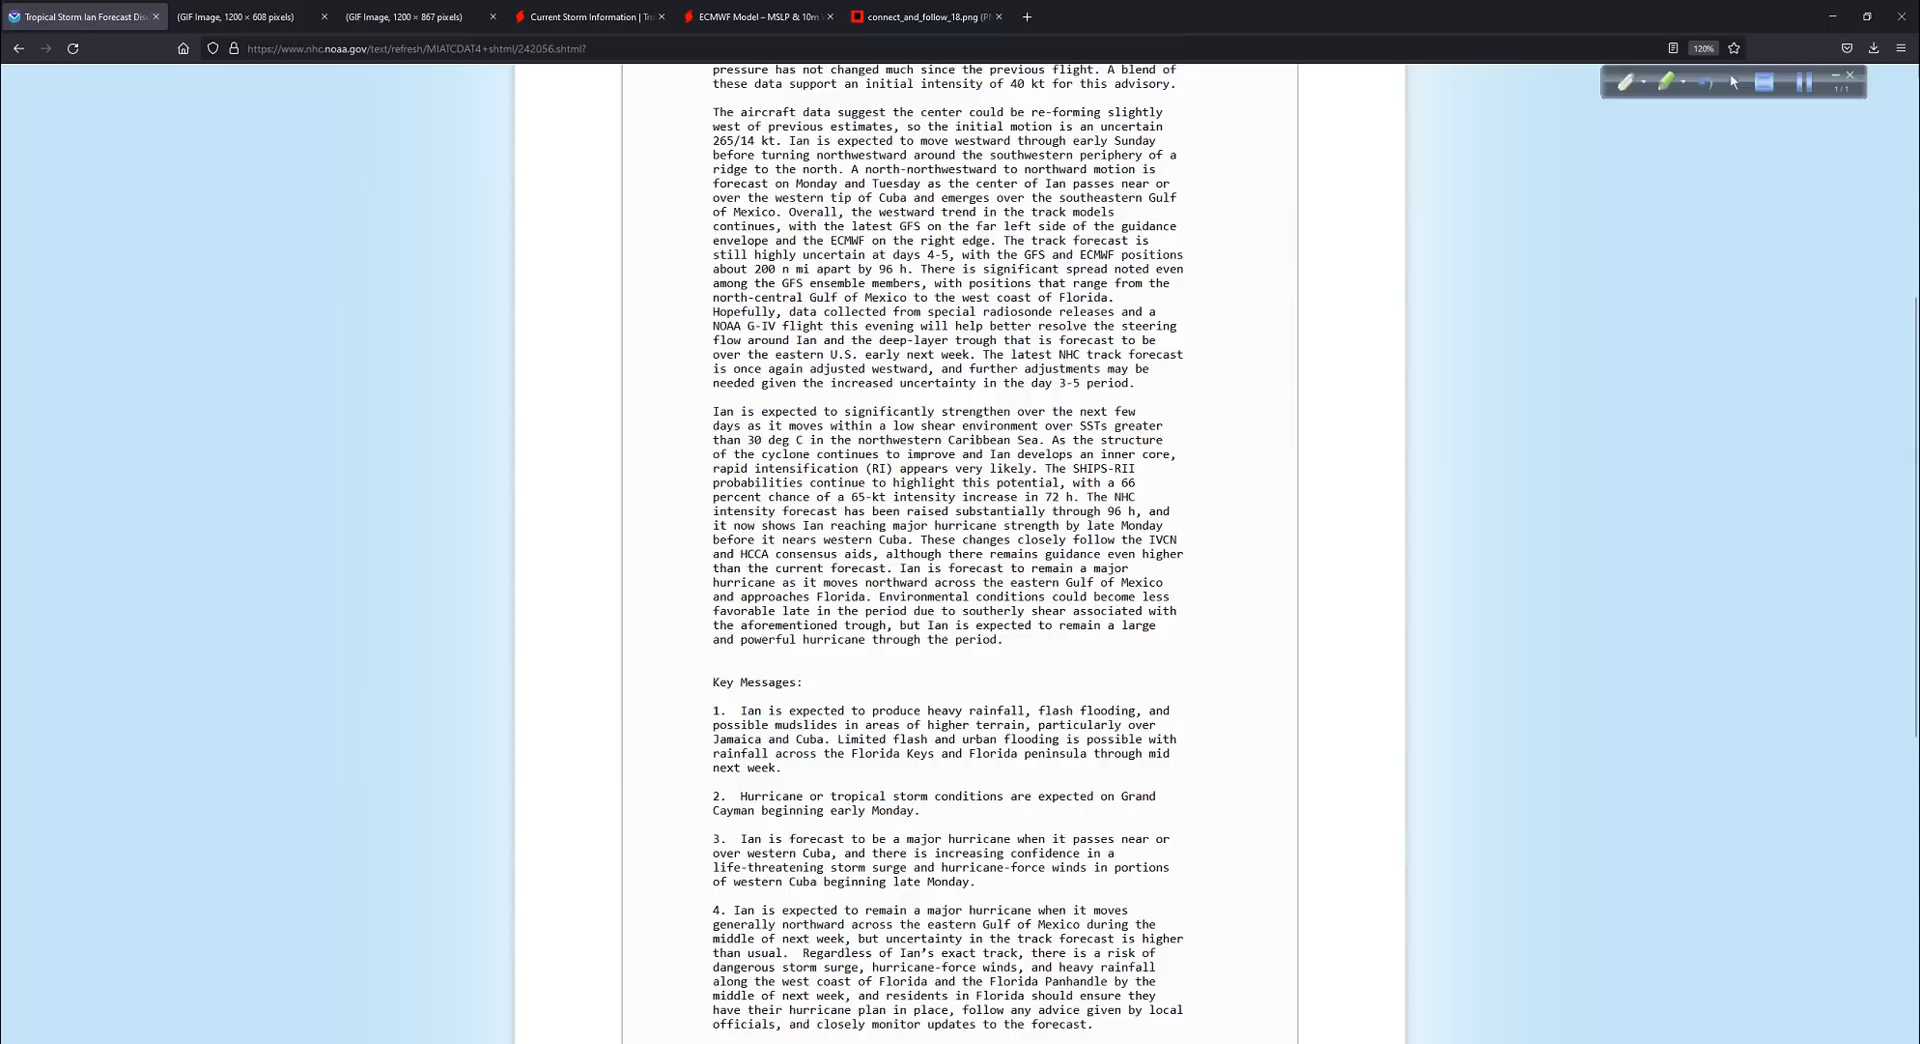 Tropical Storm Ian Forecast Disc
(GIF Image, 1200 × 608 pixels)
(GIF Image, 1200 × 867 pixels)
Current Storm Information | Tro
ECMWF Model – MSLP & 10m W
connect_and_follow_18.png (P
https://www.nhc.noaa.gov/text/refresh/MIATCDAT4+shtml/242056.shtml?
120%
1/1
pressure has not changed much since the previous flight. A blend of
these data support an initial intensity of 40 kt for this advisory.
The aircraft data suggest the center could be re-forming slightly
west of previous estimates, so the initial motion is an uncertain
265/14 kt. Ian is expected to move westward through early Sunday
before turning northwestward around the southwestern periphery of a
ridge to the north. A north-northwestward to northward motion is
forecast on Monday and Tuesday as the center of Ian passes near or
over the western tip of Cuba and emerges over the southeastern Gulf
of Mexico. Overall, the westward trend in the track models
continues, with the latest GFS on the far left side of the guidance
envelope and the ECMWF on the right edge. The track forecast is
still highly uncertain at days 4-5, with the GFS and ECMWF positions
about 200 n mi apart by 96 h. There is significant spread noted even
among the GFS ensemble members, with positions that range from the
north-central Gulf of Mexico to the west coast of Florida.
Hopefully, data collected from special radiosonde releases and a
NOAA G-IV flight this evening will help better resolve the steering
flow around Ian and the deep-layer trough that is forecast to be
over the eastern U.S. early next week. The latest NHC track forecast
is once again adjusted westward, and further adjustments may be
needed given the increased uncertainty in the day 3-5 period.
Ian is expected to significantly strengthen over the next few
days as it moves within a low shear environment over SSTs greater
than 30 deg C in the northwestern Caribbean Sea. As the structure
of the cyclone continues to improve and Ian develops an inner core,
rapid intensification (RI) appears very likely. The SHIPS-RII
probabilities continue to highlight this potential, with a 66
percent chance of a 65-kt intensity increase in 72 h. The NHC
intensity forecast has been raised substantially through 96 h, and
it now shows Ian reaching major hurricane strength by late Monday
before it nears western Cuba. These changes closely follow the IVCN
and HCCA consensus aids, although there remains guidance even higher
than the current forecast. Ian is forecast to remain a major
hurricane as it moves northward across the eastern Gulf of Mexico
and approaches Florida. Environmental conditions could become less
favorable late in the period due to southerly shear associated with
the aforementioned trough, but Ian is expected to remain a large
and powerful hurricane through the period.
Key Messages:
1.  Ian is expected to produce heavy rainfall, flash flooding, and
possible mudslides in areas of higher terrain, particularly over
Jamaica and Cuba. Limited flash and urban flooding is possible with
rainfall across the Florida Keys and Florida peninsula through mid
next week.
2.  Hurricane or tropical storm conditions are expected on Grand
Cayman beginning early Monday.
3.  Ian is forecast to be a major hurricane when it passes near or
over western Cuba, and there is increasing confidence in a
life-threatening storm surge and hurricane-force winds in portions
of western Cuba beginning late Monday.
4. Ian is expected to remain a major hurricane when it moves
generally northward across the eastern Gulf of Mexico during the
middle of next week, but uncertainty in the track forecast is higher
than usual.  Regardless of Ian’s exact track, there is a risk of
dangerous storm surge, hurricane-force winds, and heavy rainfall
along the west coast of Florida and the Florida Panhandle by the
middle of next week, and residents in Florida should ensure they
have their hurricane plan in place, follow any advice given by local
officials, and closely monitor updates to the forecast.